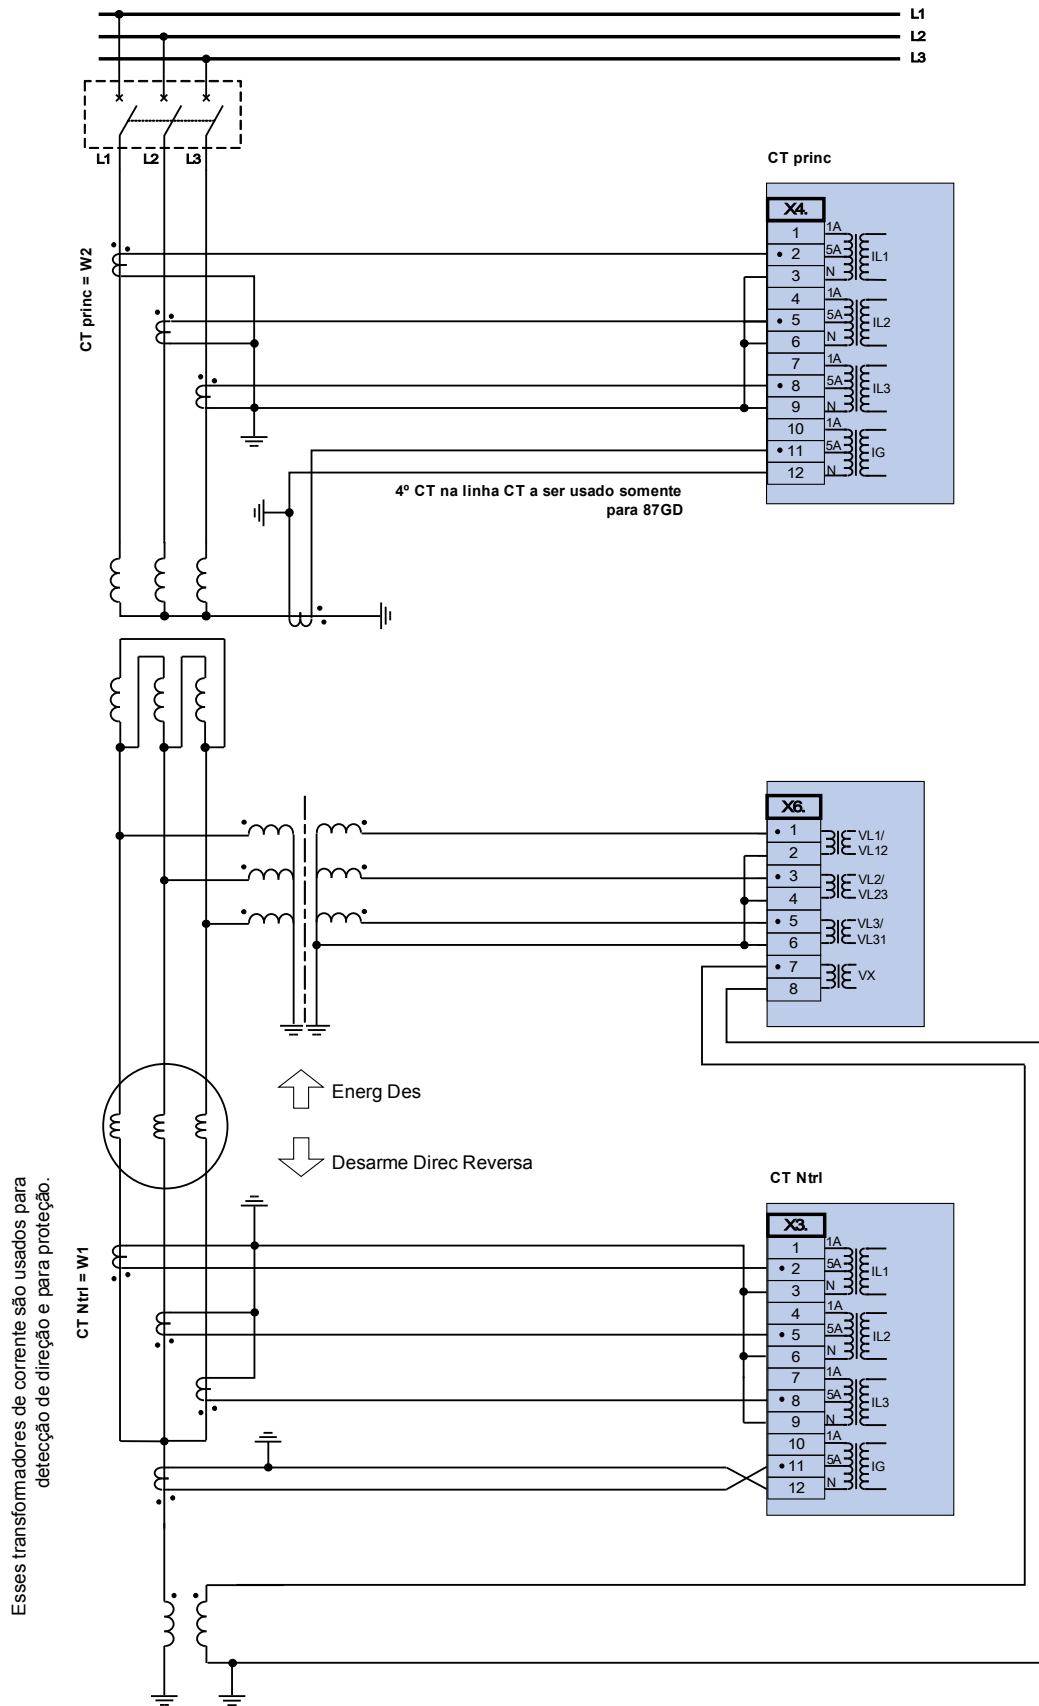 L1
L2
L3
L1 L2 L3
CT princ
CT princ = W2
X4.
1 1A
• 2 5A IL1
3 N
4 1A
• 5 5A IL2
6 N
7 1A
• 8 5A IL3
9 N
10 1A
• 11 5A IG
12 N
4º CT na linha CT a ser usado somente
para 87GD
X6.
• 1 VL1/
2 VL12
• 3 VL2/
4 VL23
• 5 VL3/
6 VL31
• 7 VX
8
Energ Des
Desarme Direc Reversa
CT Ntrl
Esses transformadores de corrente são usados para
detecção de direção e para proteção.
CT Ntrl = W1
X3.
1 1A
• 2 5A IL1
3 N
4 1A
• 5 5A IL2
6 N
7 1A
• 8 5A IL3
9 N
10 1A
• 11 5A IG
12 N